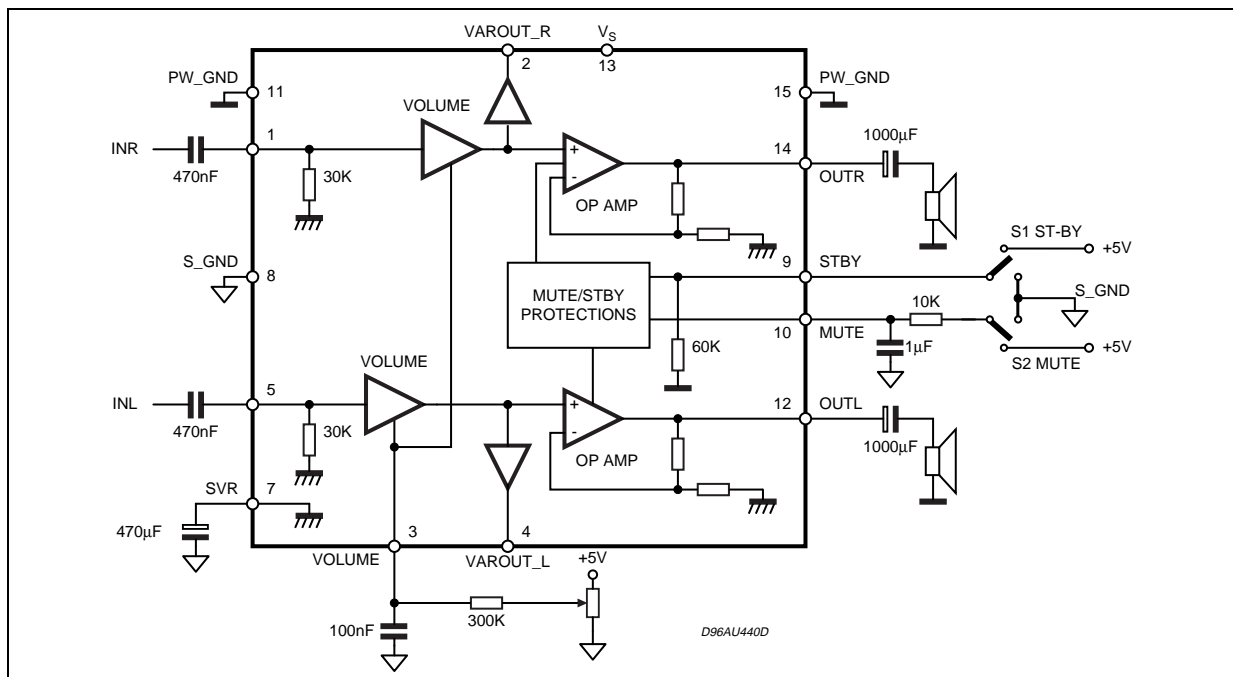 VAROUT_R
VS
2
13
PW_GND
11
15
PW_GND
VOLUME
1000µF
INR
1
14
470nF
30K
OUTR
OP AMP
S1 ST-BY
+5V
S_GND
8
9
STBY
S_GND
MUTE/STBY
PROTECTIONS
10K
10
MUTE
60K
1µF
+5V
S2 MUTE
VOLUME
INL
5
12
OUTL
470nF
30K
1000µF
OP AMP
SVR
7
470µF
3
4
VOLUME
VAROUT_L
+5V
300K
100nF
D96AU440D